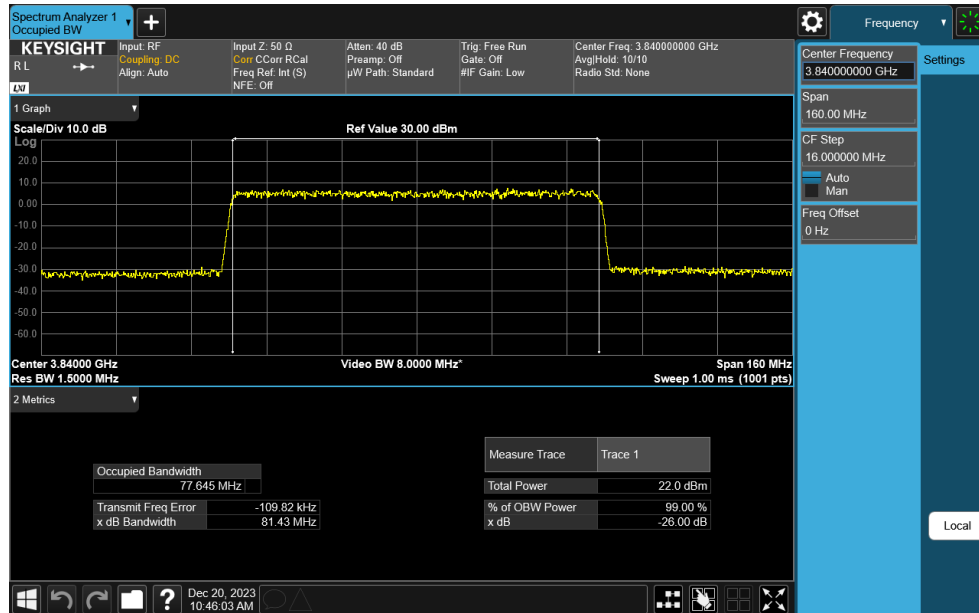 Spectrum Analyzer 1
Occupied BW
KEYSIGHT
RL
LXI
Input: RF
Coupling: DC
Align: Auto
Input Z: 50 Ω
Corr CCorr RCal
Freq Ref: Int (S)
NFE: Off
Atten: 40 dB
Preamp: Off
µW Path: Standard
Trig: Free Run
Gate: Off
#IF Gain: Low
Center Freq: 3.840000000 GHz
Avg|Hold: 10/10
Radio Std: None
1 Graph
Scale/Div 10.0 dB
Ref Value 30.00 dBm
Log
20.0
10.0
0.00
-10.0
-20.0
-30.0
-40.0
-50.0
-60.0
Center 3.84000 GHz
Video BW 8.0000 MHz*
Span 160 MHz
Res BW 1.5000 MHz
Sweep 1.00 ms (1001 pts)
2 Metrics
Measure Trace Trace 1
Occupied Bandwidth
77.645 MHz
Total Power 22.0 dBm
Transmit Freq Error -109.82 kHz
% of OBW Power 99.00 %
x dB Bandwidth 81.43 MHz
x dB -26.00 dB
Dec 20, 2023
10:46:03 AM
?
Frequency
Center Frequency
3.840000000 GHz
Settings
Span
160.00 MHz
CF Step
16.000000 MHz
Auto
Man
Freq Offset
0 Hz
Local